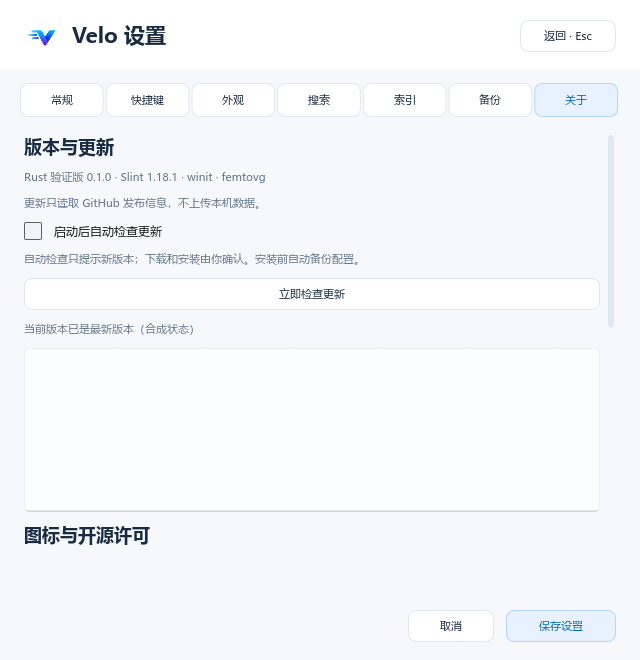 Velo 设置
返回 · Esc
常规
快捷键
外观
搜索
索引
备份
关于
版本与更新
Rust 验证版 0.1.0 · Slint 1.18.1 · winit · femtovg
更新只读取 GitHub 发布信息，不上传本机数据。
启动后自动检查更新
自动检查只提示新版本；下载和安装由你确认。安装前自动备份配置。
立即检查更新
当前版本已是最新版本（合成状态）
图标与开源许可
取消
保存设置